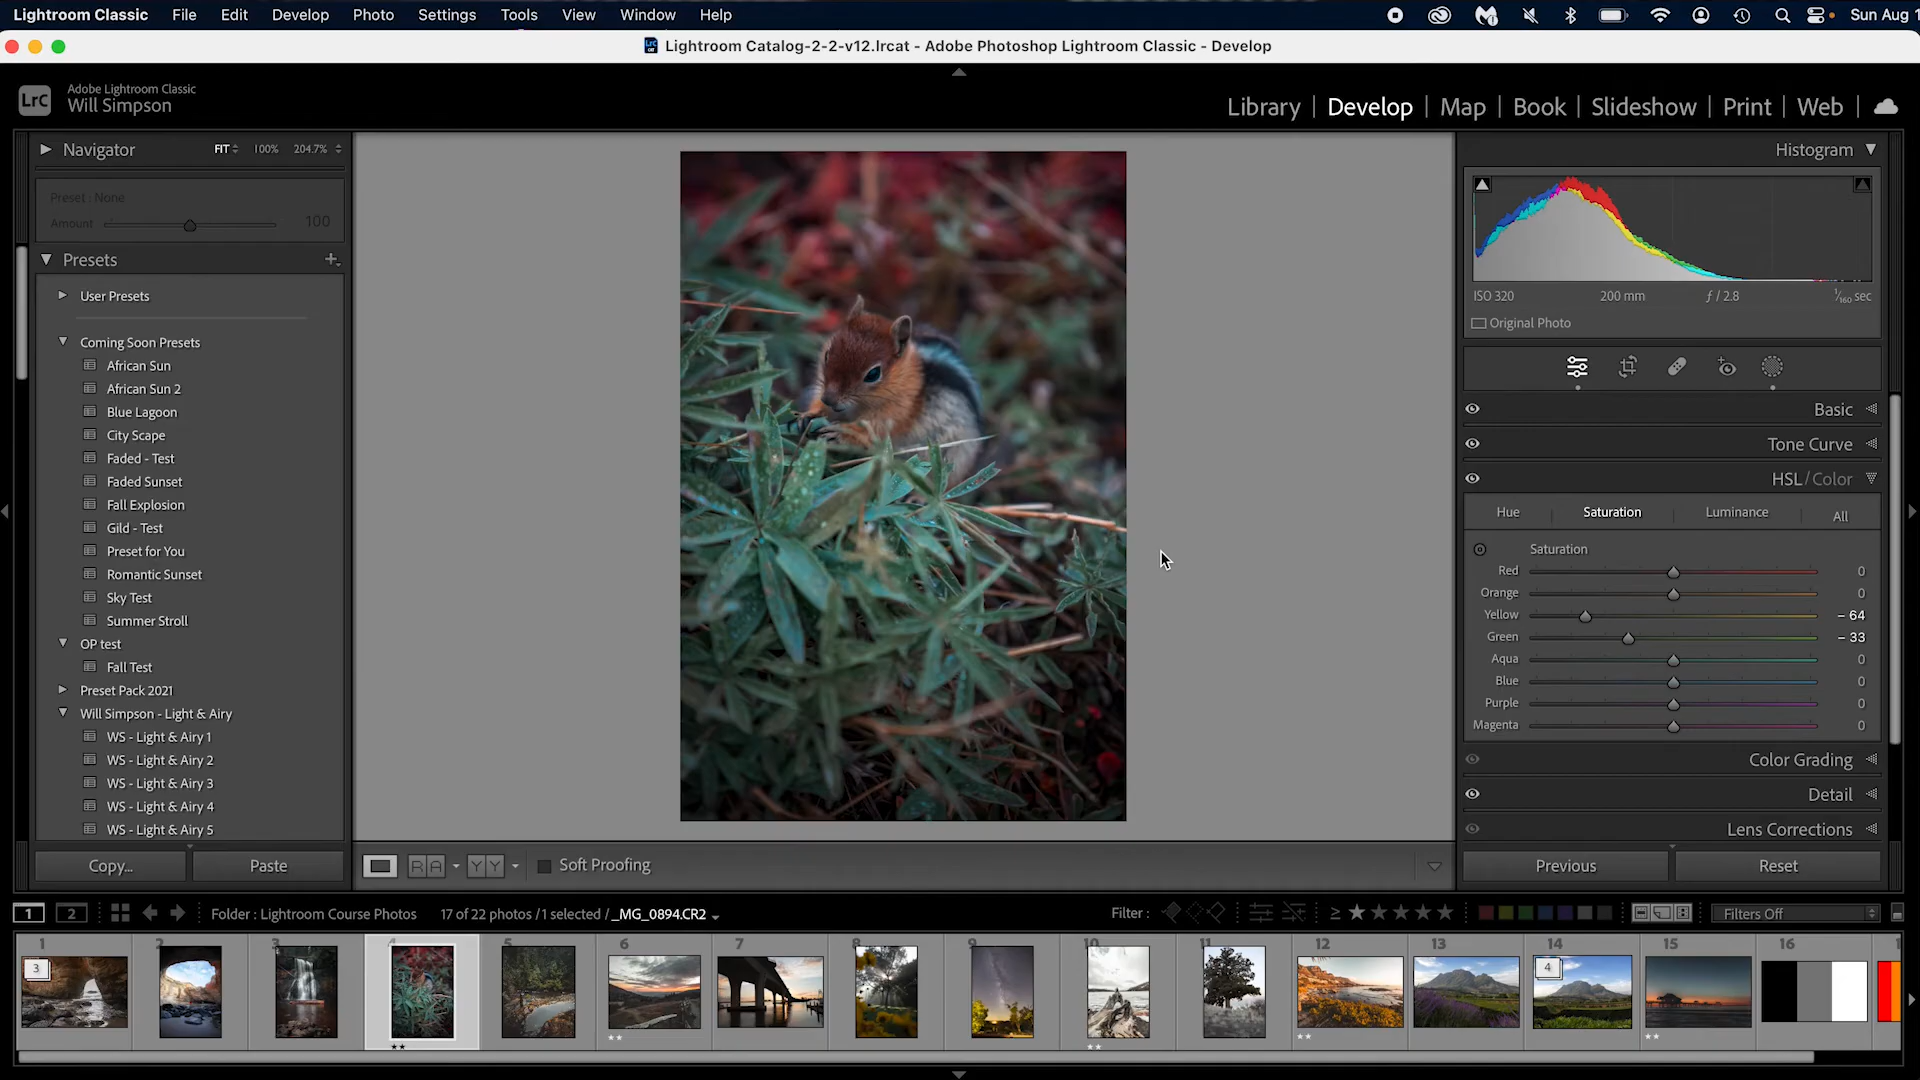 Lightroom Classic File Edit Develop Photo Settings Tools View Window Help Sun Aug 1
Lightroom Catalog-2-2-v12.lrcat - Adobe Photoshop Lightroom Classic - Develop
LrC
Adobe Lightroom Classic
Will Simpson
Library | Develop | Map | Book | Slideshow | Print | Web |
Navigator FIT 100% 204.7%
Preset : None
Amount 100
Presets
User Presets
Coming Soon Presets
African Sun
African Sun 2
Blue Lagoon
City Scape
Faded - Test
Faded Sunset
Fall Explosion
Gild - Test
Preset for You
Romantic Sunset
Sky Test
Summer Stroll
OP test
Fall Test
Preset Pack 2021
Will Simpson - Light & Airy
WS - Light & Airy 1
WS - Light & Airy 2
WS - Light & Airy 3
WS - Light & Airy 4
WS - Light & Airy 5
Copy... Paste
Histogram
ISO 320 200 mm ƒ / 2.8 1/160 sec
Original Photo
Basic
Tone Curve
HSL / Color
Hue Saturation Luminance All
Saturation
Red 0
Orange 0
Yellow - 64
Green - 33
Aqua 0
Blue 0
Purple 0
Magenta 0
Color Grading
Detail
Lens Corrections
Previous Reset
R A Y Y Soft Proofing
1 2 Folder : Lightroom Course Photos 17 of 22 photos / 1 selected / _MG_0894.CR2 Filter : ≥ Filters Off
1 2 3 4 5 6 7 8 9 10 11 12 13 14 15 16 1
3 4